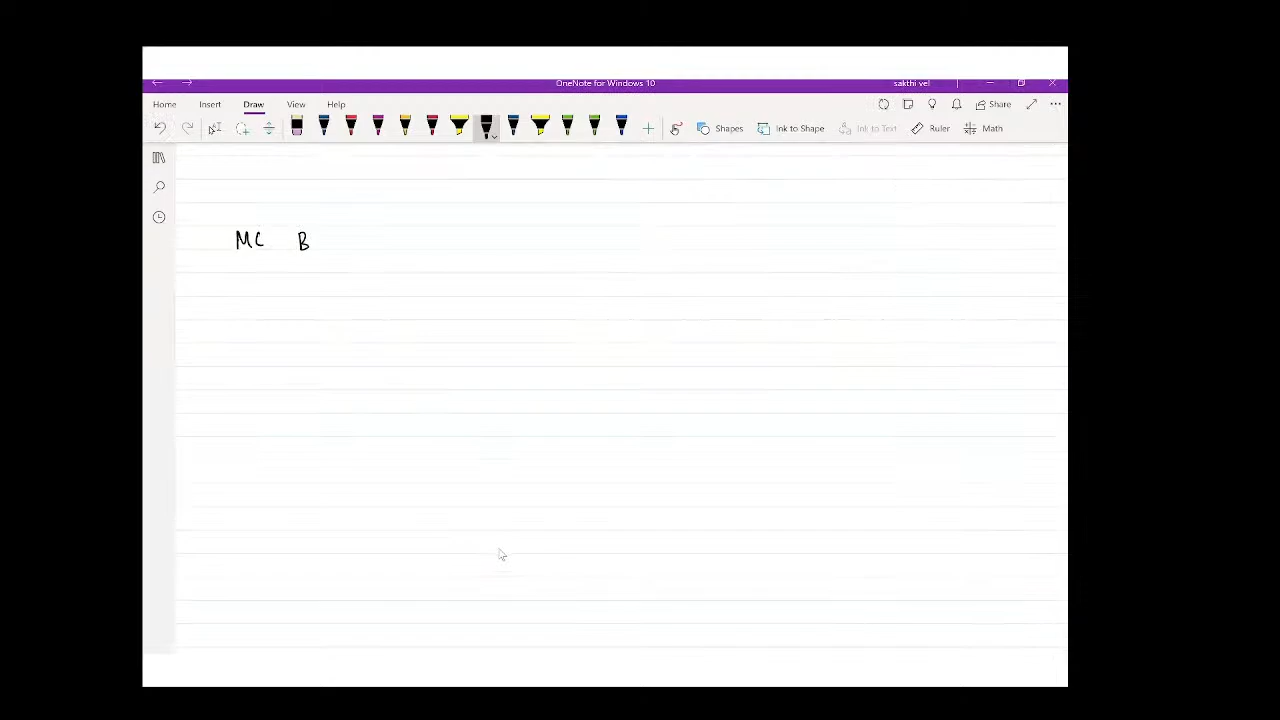 OneNote for Windows 10 sakthi vel
Home Insert Draw View Help Share
Shapes Ink to Shape Ink to Text Ruler Math
MC B